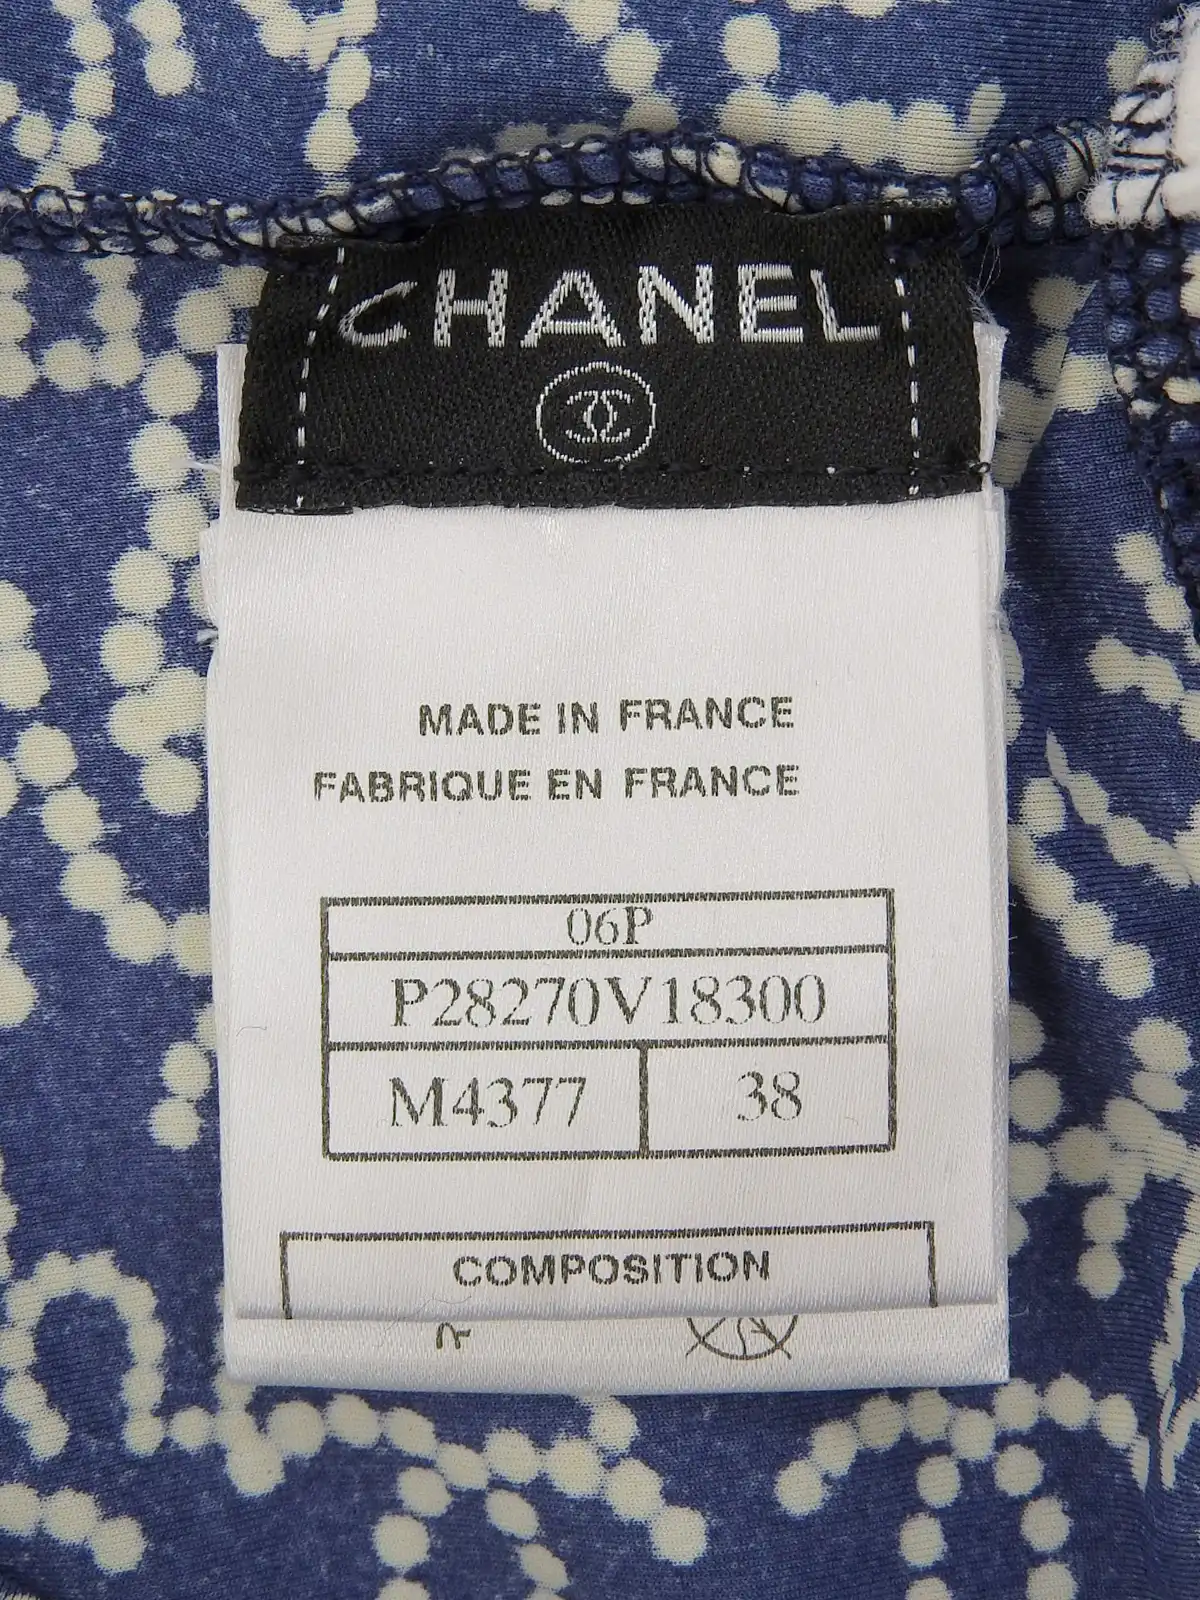 CHANEL
MADE IN FRANCE
FABRIQUE EN FRANCE
06P
P28270V18300
M4377 38
COMPOSITION